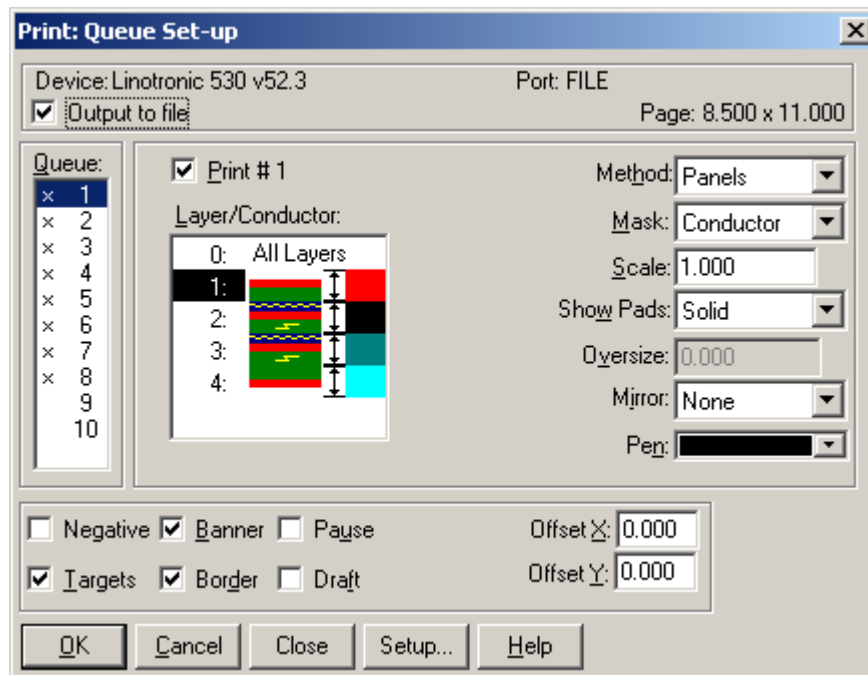 Print: Queue Set-up
Device: Linotronic 530 v52.3
Port: FILE
Output to file
Page: 8.500 x 11.000
Queue:
× 1
× 2
× 3
× 4
× 5
× 6
× 7
× 8
9
10
Print # 1
Layer/Conductor:
0: All Layers
1:
2:
3:
4:
Method: Panels
Mask: Conductor
Scale: 1.000
Show Pads: Solid
Oversize: 0.000
Mirror: None
Pen:
Negative Banner Pause
Targets Border Draft
Offset X: 0.000
Offset Y: 0.000
OK Cancel Close Setup... Help